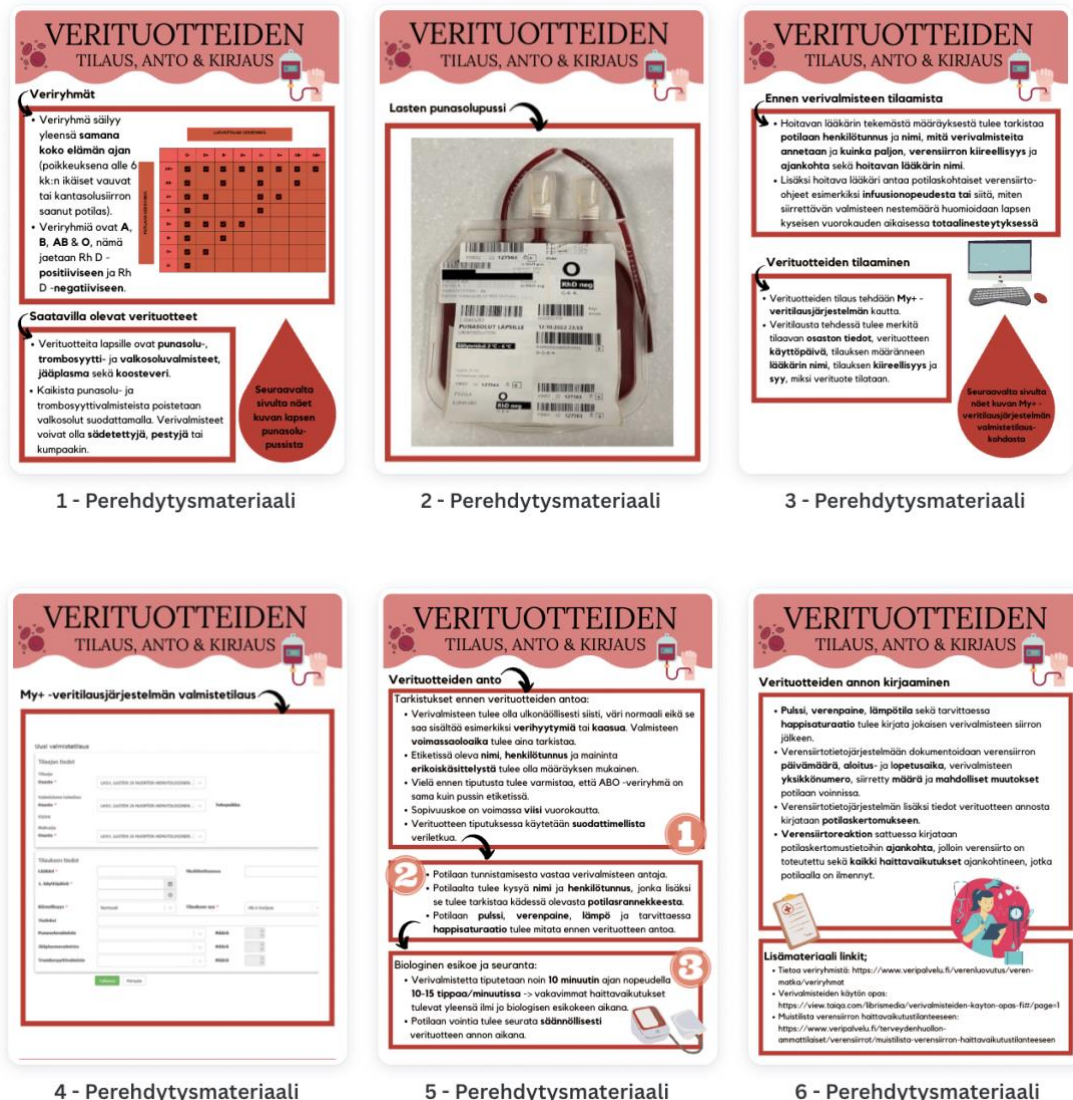 VERITUOTTEIDEN
TILAUS, ANTO & KIRJAUS
Veriryhmät
• Veriryhmä säilyy
yleensä samana
koko elämän ajan
(poikkeuksena alle 6
kk:n ikäiset vauvat
tai kantasolusiirron
saanut potilas).
• Veriryhmiä ovat A,
B, AB & O, nämä
jaetaan Rh D -
positiiviseen ja Rh
D -negatiiviseen.
Saatavilla olevat verituotteet
• Verituotteita lapsille ovat punasolu-,
trombosyytti- ja valkosoluvalmisteet,
jääplasma sekä koosteveri.
• Kaikista punasolu- ja
trombosyyttivalmisteista poistetaan
valkosolut suodattamalla. Verivalmisteet
voivat olla sädetettyjä, pestyjä tai
kumpaakin.
Seuraavalta
sivulta näet
kuvan lapsen
punasolu-
pussista
1 - Perehdytysmateriaali
VERITUOTTEIDEN
TILAUS, ANTO & KIRJAUS
Lasten punasolupussi
O
RhD neg
PUNASOLUT LAPSILLE
12.10.2022 23:59
O
RhD neg
2 - Perehdytysmateriaali
VERITUOTTEIDEN
TILAUS, ANTO & KIRJAUS
Ennen verivalmisteen tilaamista
• Hoitavan lääkärin tekemästä määräyksestä tulee tarkistaa
potilaan henkilötunnus ja nimi, mitä verivalmisteita
annetaan ja kuinka paljon, verensiirron kiireellisyys ja
ajankohta sekä hoitavan lääkärin nimi.
• Lisäksi hoitava lääkäri antaa potilaskohtaiset verensiirto-
ohjeet esimerkiksi infuusionopeudesta tai siitä, miten
siirrettävän valmisteen nestemäärä huomioidaan lapsen
kyseisen vuorokauden aikaisessa totaalinesteytyksessä
Verituotteiden tilaaminen
• Verituotteiden tilaus tehdään My+ -
veritilausjärjestelmän kautta.
• Veritilausta tehdessä tulee merkitä
tilaavan osaston tiedot, verituotteen
käyttöpäivä, tilauksen määränneen
lääkärin nimi, tilauksen kiireellisyys ja
syy, miksi verituote tilataan.
Seuraavalta
sivulta näet
kuvan My+ -
veritilausjärjestelmän
valmistetilaus-
kohdasta
3 - Perehdytysmateriaali
VERITUOTTEIDEN
TILAUS, ANTO & KIRJAUS
My+ -veritilausjärjestelmän valmistetilaus
Uusi valmistetilaus
Tilaajan tiedot
Tilauksen tiedot
4 - Perehdytysmateriaali
VERITUOTTEIDEN
TILAUS, ANTO & KIRJAUS
Verituotteiden anto
Tarkistukset ennen verituotteiden antoa:
• Verivalmisteen tulee olla ulkonäöllisesti siisti, väri normaali eikä se
saa sisältää esimerkiksi verihyytymiä tai kaasua. Valmisteen
voimassaoloaika tulee aina tarkistaa.
• Etiketissä oleva nimi, henkilötunnus ja maininta
erikoiskäsittelystä tulee olla määräyksen mukainen.
• Vielä ennen tiputusta tulee varmistaa, että ABO -veriryhmä on
sama kuin pussin etiketissä.
• Sopivuuskoe on voimassa viisi vuorokautta.
• Verituotteen tiputuksessa käytetään suodattimellista
veriletkua.
1
2
• Potilaan tunnistamisesta vastaa verivalmisteen antaja.
• Potilaalta tulee kysyä nimi ja henkilötunnus, jonka lisäksi
se tulee tarkistaa kädessä olevasta potilasrannekkeesta.
• Potilaan pulssi, verenpaine, lämpö ja tarvittaessa
happisaturaatio tulee mitata ennen verituotteen antoa.
Biologinen esikoe ja seuranta:
3
• Verivalmistetta tiputetaan noin 10 minuutin ajan nopeudella
10-15 tippaa/minuutissa -> vakavimmat haittavaikutukset
tulevat yleensä ilmi jo biologisen esikokeen aikana.
• Potilaan vointia tulee seurata säännöllisesti
verituotteen annon aikana.
5 - Perehdytysmateriaali
VERITUOTTEIDEN
TILAUS, ANTO & KIRJAUS
Verituotteiden annon kirjaaminen
• Pulssi, verenpaine, lämpötila sekä tarvittaessa
happisaturaatio tulee kirjata jokaisen verivalmisteen siirron
jälkeen.
• Verensiirtotietojärjestelmään dokumentoidaan verensiirron
päivämäärä, aloitus- ja lopetusaika, verivalmisteen
yksikkönumero, siirretty määrä ja mahdolliset muutokset
potilaan voinnissa.
• Verensiirtotietojärjestelmän lisäksi tiedot verituotteen annosta
kirjataan potilaskertomukseen.
• Verensiirtoreaktion sattuessa kirjataan
potilaskertomustietoihin ajankohta, jolloin verensiirto on
toteutettu sekä kaikki haittavaikutukset ajankohtineen, jotka
potilaalla on ilmennyt.
Lisämateriaali linkit;
• Tietoa veriryhmistä: https://www.veripalvelu.fi/verenluovutus/veren-
matka/veriryhmat
• Verivalmisteiden käytön opas:
https://view.taiqa.com/librismedia/verivalmisteiden-kayton-opas-fi#/page=1
• Muistilista verensiirron haittavaikutustilanteeseen:
https://www.veripalvelu.fi/terveydenhuollon-
ammattilaiset/verensiirrot/muistilista-verensiirron-haittavaikutustilanteeseen
6 - Perehdytysmateriaali